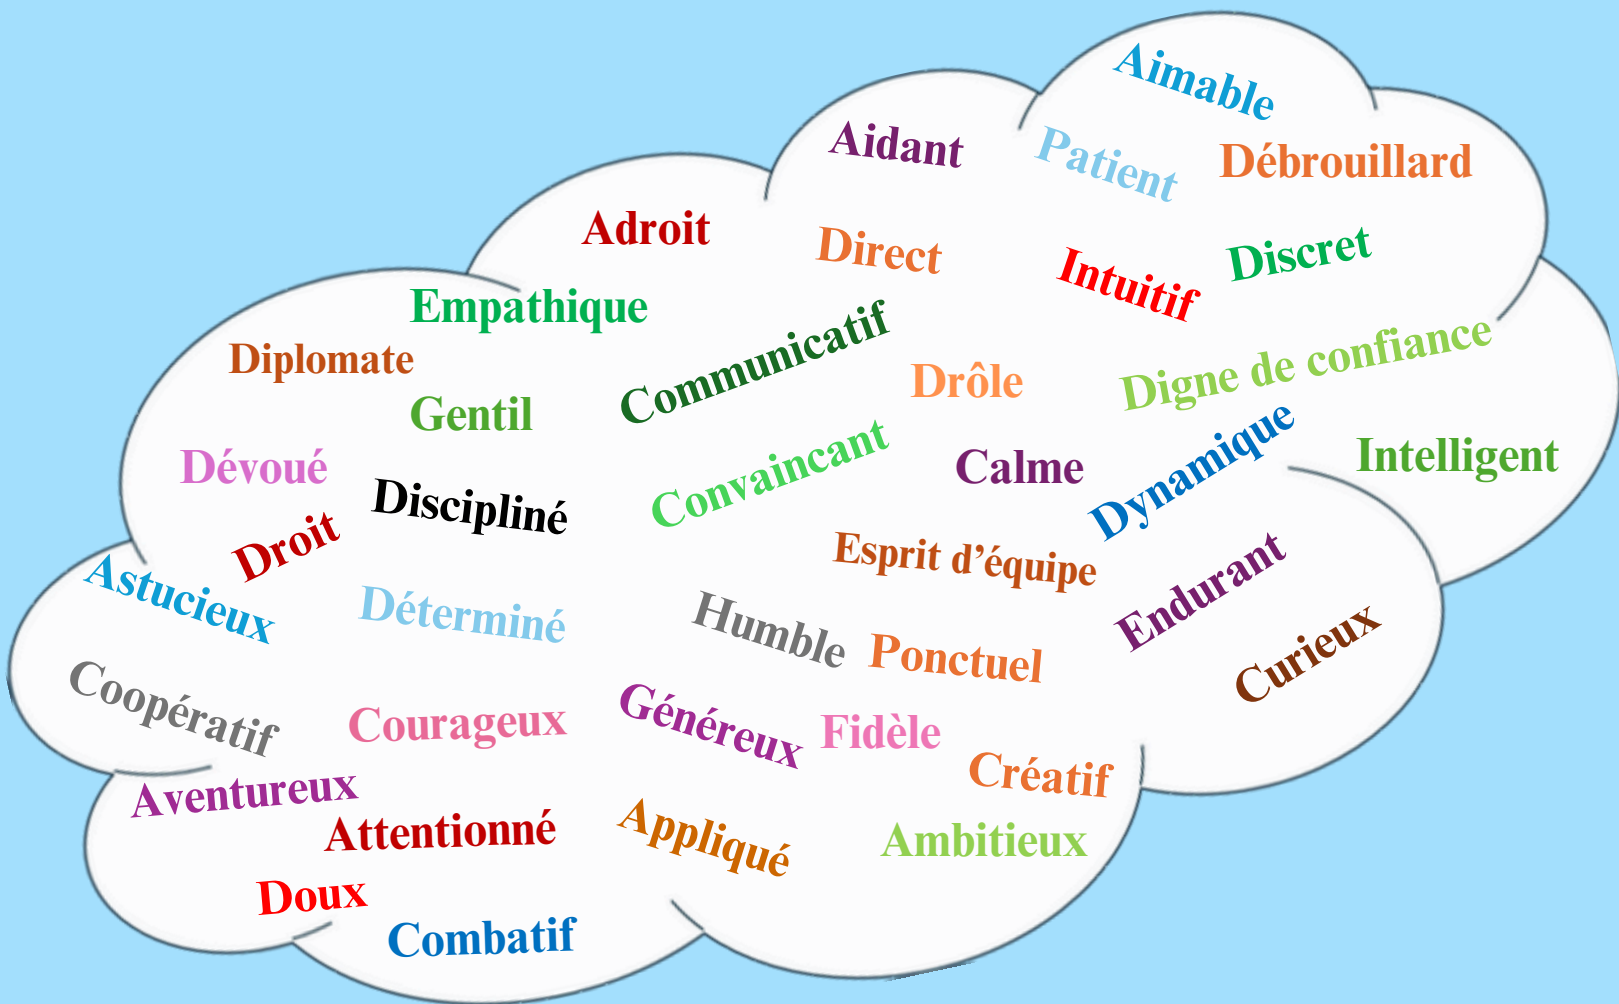 Aimable
Aidant
Patient
Débrouillard
Adroit
Direct
Intuitif
Discret
Empathique
Diplomate
Communicatif
Drôle
Digne de confiance
Gentil
Dévoué
Discipliné
Convaincant
Calme
Dynamique
Intelligent
Droit
Esprit d’équipe
Endurant
Astucieux
Déterminé
Humble
Ponctuel
Curieux
Coopératif
Courageux
Généreux
Fidèle
Créatif
Aventureux
Attentionné
Appliqué
Ambitieux
Doux
Combatif